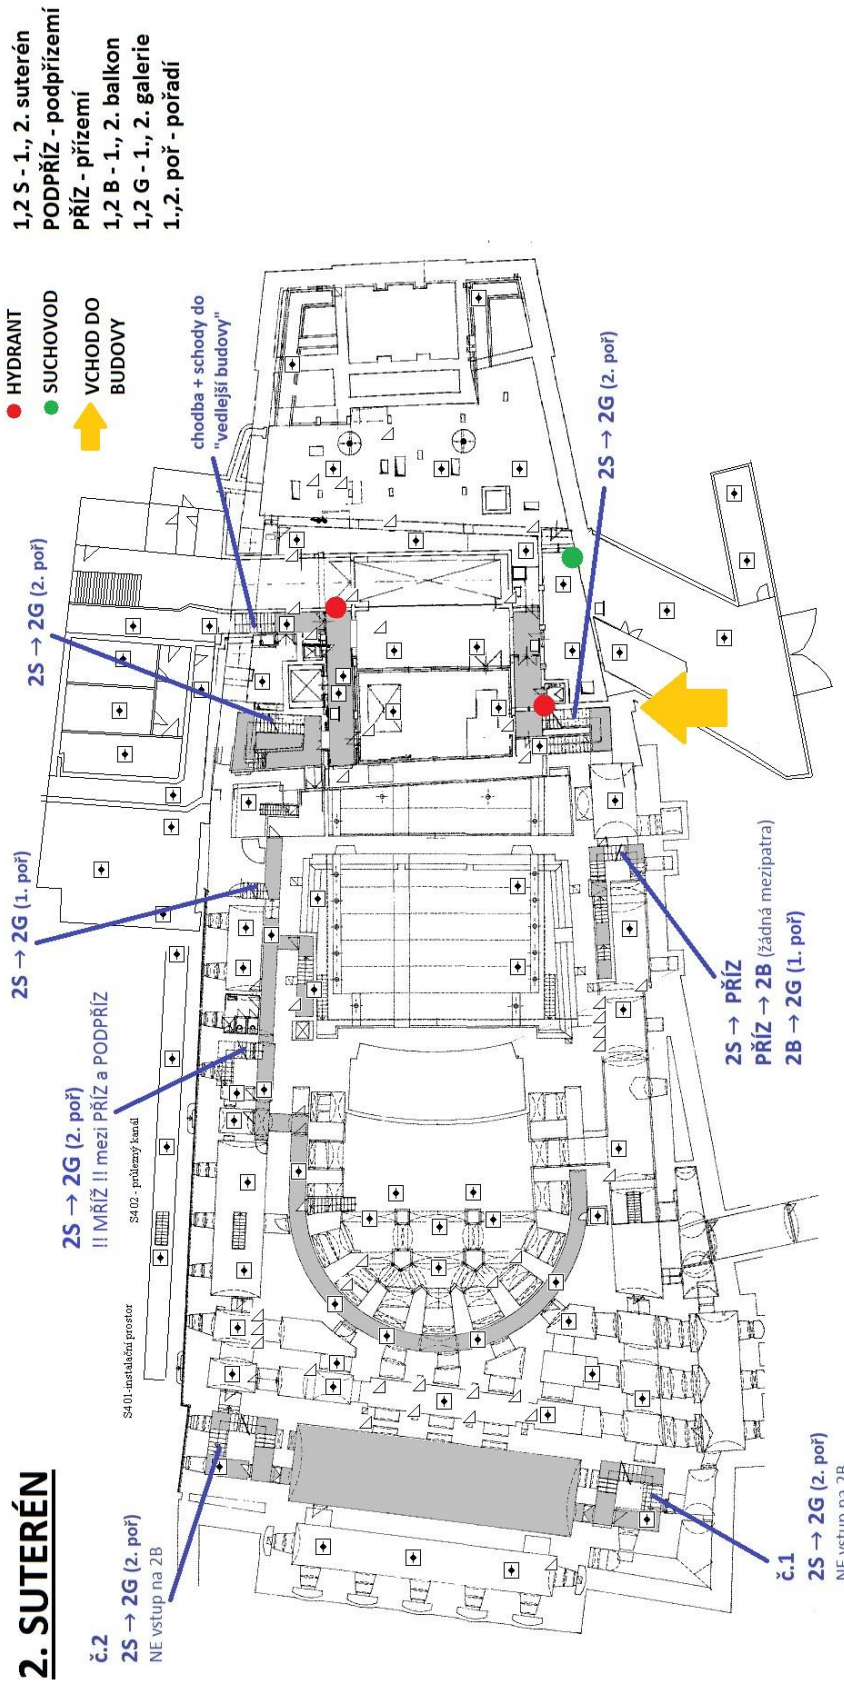 2. SUTERÉN
HYDRANT
SUCHOVOD
VCHOD DO
BUDOVY
1,2 S - 1., 2. suterén
PODPŘÍZ - podpřízemí
PŘÍZ - přízemí
1,2 B - 1., 2. balkon
1,2 G - 1., 2. galerie
1.,2. poř - pořadí
č.2
2S → 2G (2. poř)
NE vstup na 2B
S401-instalační prostor
S402 - průlezný kanál
2S → 2G (2. poř)
!! MŘÍŽ !! mezi PŘÍZ a PODPŘÍZ
2S → 2G (1. poř)
2S → 2G (2. poř)
chodba + schody do
"vedlejší budovy"
č.1
2S → 2G (2. poř)
NE vstup na 2B
2S → PŘÍZ
PŘÍZ → 2B (žádná mezipatra)
2B → 2G (1. poř)
2S → 2G (2. poř)